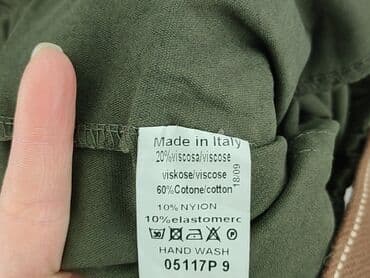 Made in Italy
20%viscosa/viscose
viskose/viscose
60%Cotone/cotton
10% NYLON
10%elastomerc
HAND WASH
05117P 9
18/09